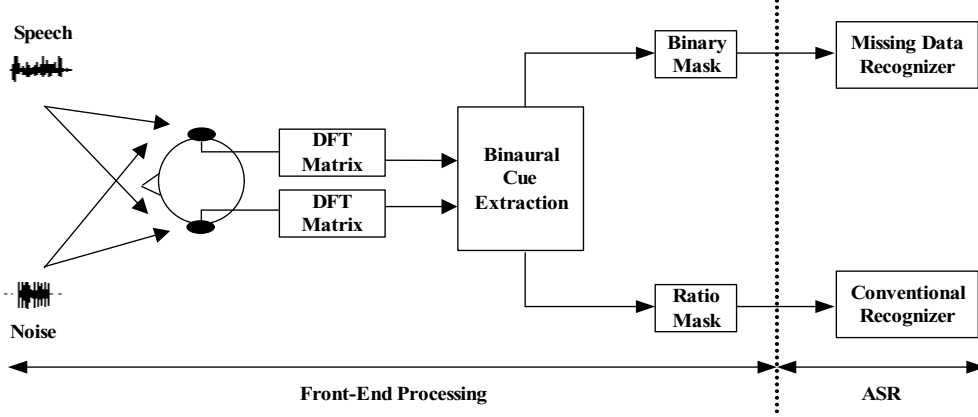 Speech
Noise
DFT
Matrix
DFT
Matrix
Binaural
Cue
Extraction
Binary
Mask
Ratio
Mask
Missing Data
Recognizer
Conventional
Recognizer
Front-End Processing
ASR